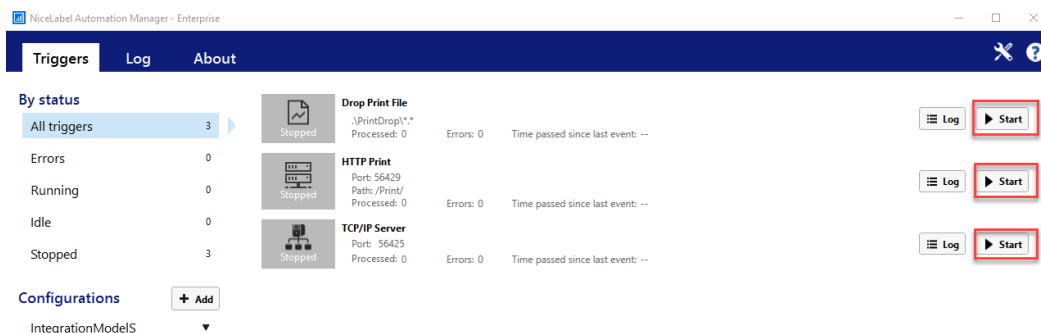 NiceLabel Automation Manager - Enterprise
Triggers Log About
By status
All triggers 3
Errors 0
Running 0
Idle 0
Stopped 3
Configurations + Add
IntegrationModelS
Drop Print File
.\PrintDrop\*.*
Stopped Processed: 0 Errors: 0 Time passed since last event: --
Log Start
HTTP Print
Port: 56429
Path: /Print/
Stopped Processed: 0 Errors: 0 Time passed since last event: --
Log Start
TCP/IP Server
Port: 56425
Stopped Processed: 0 Errors: 0 Time passed since last event: --
Log Start